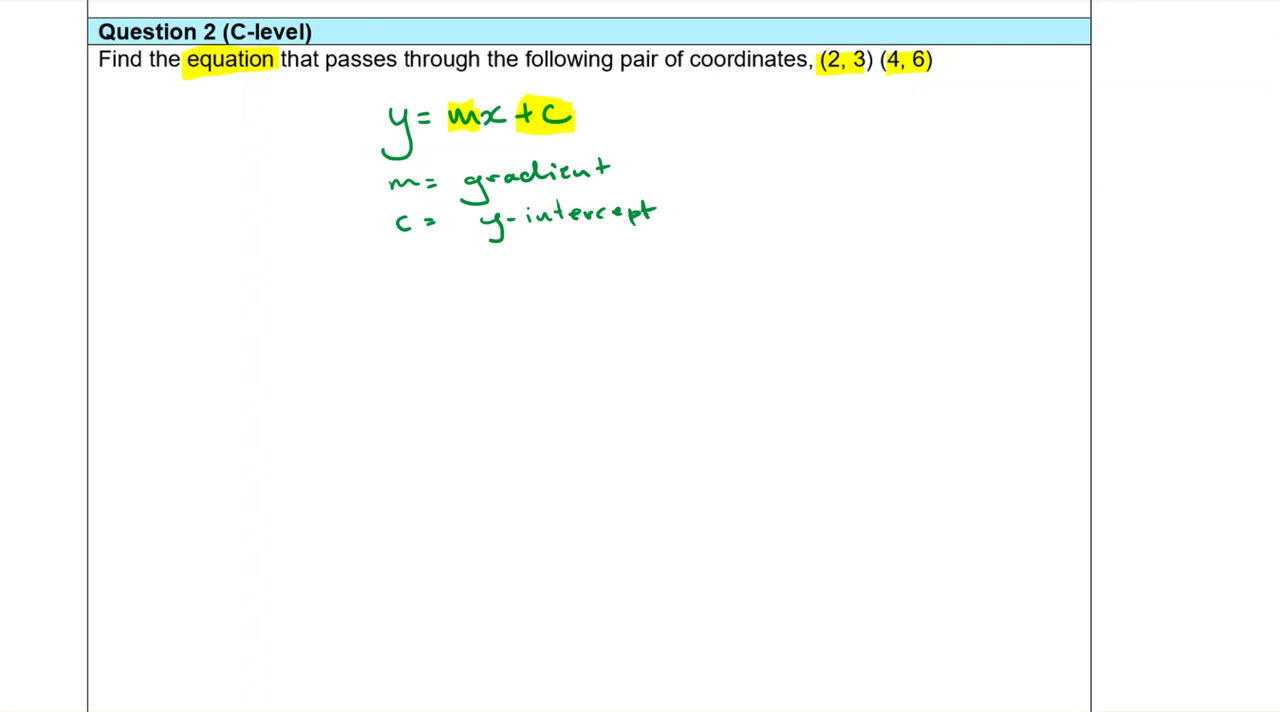 Question 2 (C-level)
Find the equation that passes through the following pair of coordinates, (2, 3) (4, 6)
y = mx + c
m = gradient
c = y-intercept